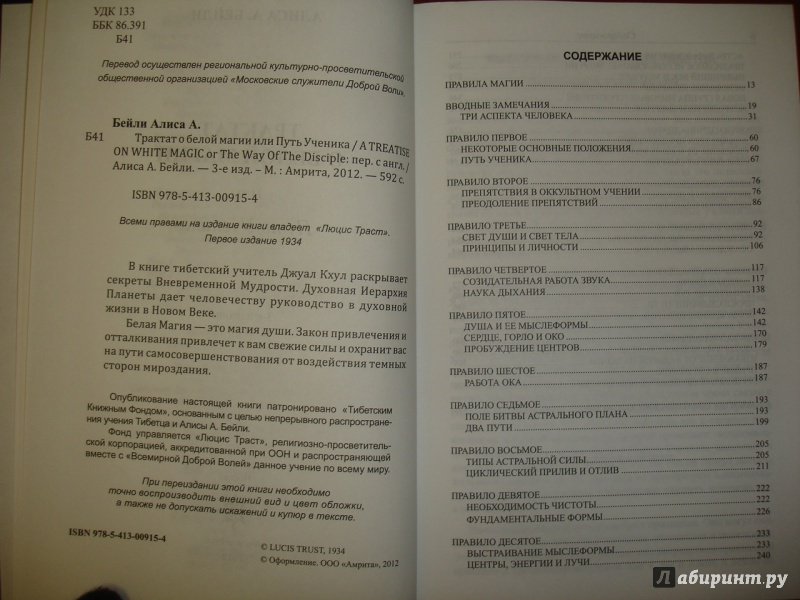 УДК 133
ББК 86.391
Б41
Перевод осуществлен региональной культурно-просветительской
общественной организацией «Московские служители Доброй Воли».
Бейли Алиса А.
Б41 Трактат о белой магии или Путь Ученика / A TREATISE
ON WHITE MAGIC or The Way Of The Disciple: пер. с англ. /
Алиса А. Бейли. — 3-е изд. – М. : Амрита, 2012. — 592 с.
ISBN 978-5-413-00915-4
Всеми правами на издание книги владеет «Люцис Траст».
Первое издание 1934
В книге тибетский учитель Джуал Кхул раскрывает
секреты Вневременной Мудрости. Духовная Иерархия
Планеты дает человечеству руководство в духовной
жизни в Новом Веке.
Белая Магия — это магия души. Закон привлечения и
отталкивания привлечет к вам свежие силы и охранит вас
на пути самосовершенствования от воздействия темных
сторон мироздания.
Опубликование настоящей книги патронировано «Тибетским
Книжным Фондом», основанным с целью непрерывного распростране-
ния учения Тибетца и Алисы А. Бейли.
Фонд управляется «Люцис Траст», религиозно-просветитель-
ской корпорацией, аккредитованной при ООН и распространяющей
вместе с «Всемирной Доброй Волей» данное учение по всему миру.
При переиздании этой книги необходимо
точно воспроизводить внешний вид и цвет обложки,
а также не допускать искажений и купюр в тексте.
ISBN 978-5-413-00915-4
© LUCIS TRUST, 1934
© Оформление. ООО «Амрита», 2012
СОДЕРЖАНИЕ
ПРАВИЛА МАГИИ 13
ВВОДНЫЕ ЗАМЕЧАНИЯ 19
ТРИ АСПЕКТА ЧЕЛОВЕКА 31
ПРАВИЛО ПЕРВОЕ 60
НЕКОТОРЫЕ ОСНОВНЫЕ ПОЛОЖЕНИЯ 60
ПУТЬ УЧЕНИКА 67
ПРАВИЛО ВТОРОЕ 76
ПРЕПЯТСТВИЯ В ОККУЛЬТНОМ УЧЕНИИ 76
ПРЕОДОЛЕНИЕ ПРЕПЯТСТВИЙ 86
ПРАВИЛО ТРЕТЬЕ 92
СВЕТ ДУШИ И СВЕТ ТЕЛА 92
ПРИНЦИПЫ И ЛИЧНОСТИ 106
ПРАВИЛО ЧЕТВЕРТОЕ 117
СОЗИДАТЕЛЬНАЯ РАБОТА ЗВУКА 117
НАУКА ДЫХАНИЯ 138
ПРАВИЛО ПЯТОЕ 142
ДУША И ЕЕ МЫСЛЕФОРМЫ 142
СЕРДЦЕ, ГОРЛО И ОКО 170
ПРОБУЖДЕНИЕ ЦЕНТРОВ 179
ПРАВИЛО ШЕСТОЕ 187
РАБОТА ОКА 187
ПРАВИЛО СЕДЬМОЕ 193
ПОЛЕ БИТВЫ АСТРАЛЬНОГО ПЛАНА 193
ДВА ПУТИ 199
ПРАВИЛО ВОСЬМОЕ 205
ТИПЫ АСТРАЛЬНОЙ СИЛЫ 205
ЦИКЛИЧЕСКИЙ ПРИЛИВ И ОТЛИВ 211
ПРАВИЛО ДЕВЯТОЕ 222
НЕОБХОДИМОСТЬ ЧИСТОТЫ 222
ФУНДАМЕНТАЛЬНЫЕ ФОРМЫ 226
ПРАВИЛО ДЕСЯТОЕ 233
ВЫСТРАИВАНИЕ МЫСЛЕФОРМЫ 233
ЦЕНТРЫ, ЭНЕРГИИ И ЛУЧИ 240
Лабиринт.ру